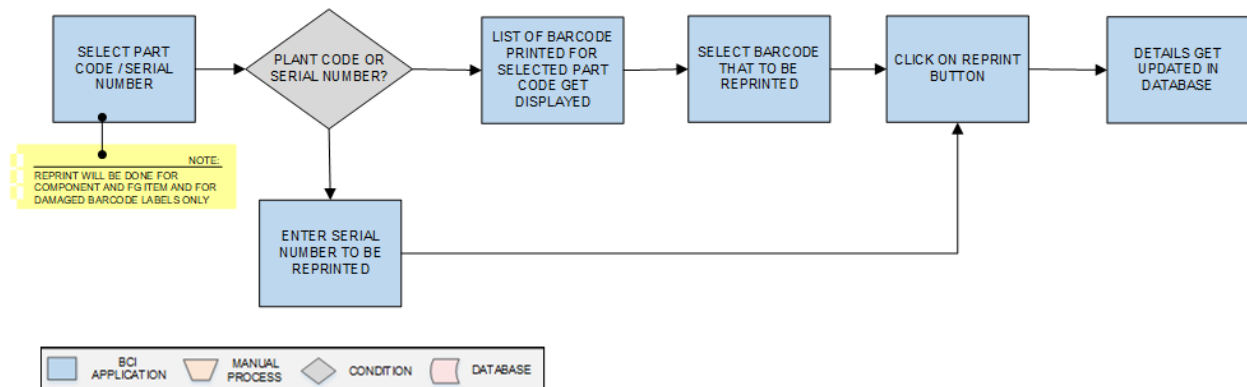 SELECT PART
CODE / SERIAL
NUMBER
PLANT CODE OR
SERIAL NUMBER?
LIST OF BARCODE
PRINTED FOR
SELECTED PART
CODE GET
DISPLAYED
SELECT BARCODE
THAT TO BE
REPRINTED
CLICK ON REPRINT
BUTTON
DETAILS GET
UPDATED IN
DATABASE
NOTE:
REPRINT WILL BE DONE FOR
COMPONENT AND FG ITEM AND FOR
DAMAGED BARCODE LABELS ONLY
ENTER SERIAL
NUMBER TO BE
REPRINTED
BCI
APPLICATION
MANUAL
PROCESS
CONDITION
DATABASE